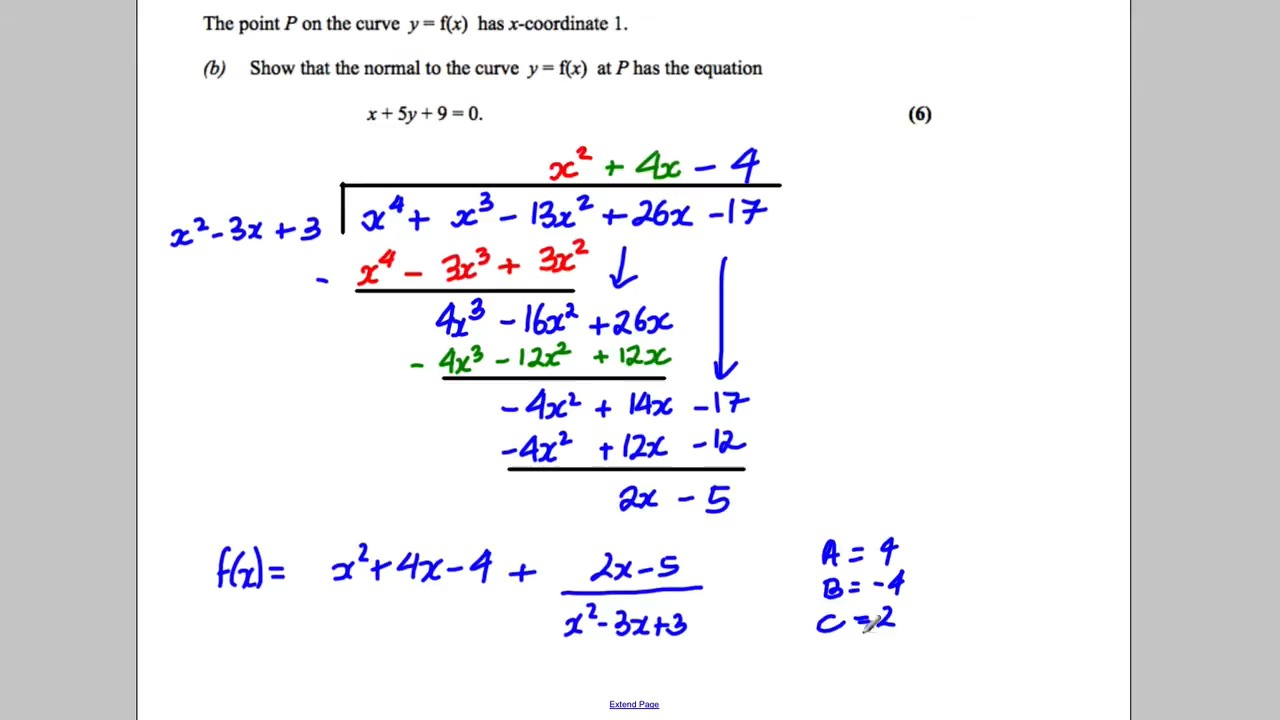 The point P on the curve y = f(x) has x-coordinate 1.
(b) Show that the normal to the curve y = f(x) at P has the equation
x + 5y + 9 = 0. (6)
x² + 4x - 4
x² - 3x + 3 x⁴ + x³ - 13x² + 26x - 17
- x⁴ - 3x³ + 3x²
4x³ - 16x² + 26x
- 4x³ - 12x² + 12x
- 4x² + 14x - 17
- 4x² + 12x - 12
2x - 5
f(x) = x² + 4x - 4 + 2x - 5
x² - 3x + 3
A = 4
B = -4
C = 2
Extend Page